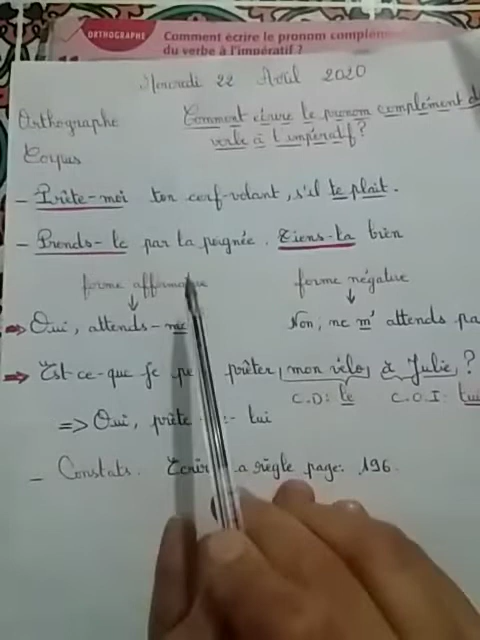 ORTHOGRAPHE
Comment écrire le pronom complément
du verbe à l'impératif ?
Mercredi 22 Avril 2020
Orthographe
Comment écrire le pronom complément d
verbe à l'impératif?
Corpus
- Prête-moi ton cerf-volant, s'il te plait.
- Prends-le par la poignée. Tiens-la bien
forme affirmative forme négative
⇒ Oui, attends-moi Non, ne m' attends pa
⇒ Est-ce-que je prêter mon vélo à Julie ?
C.D: le C.O.I: lui
=> Oui, prête - lui
- Constats. Ecrire la règle page: 196.